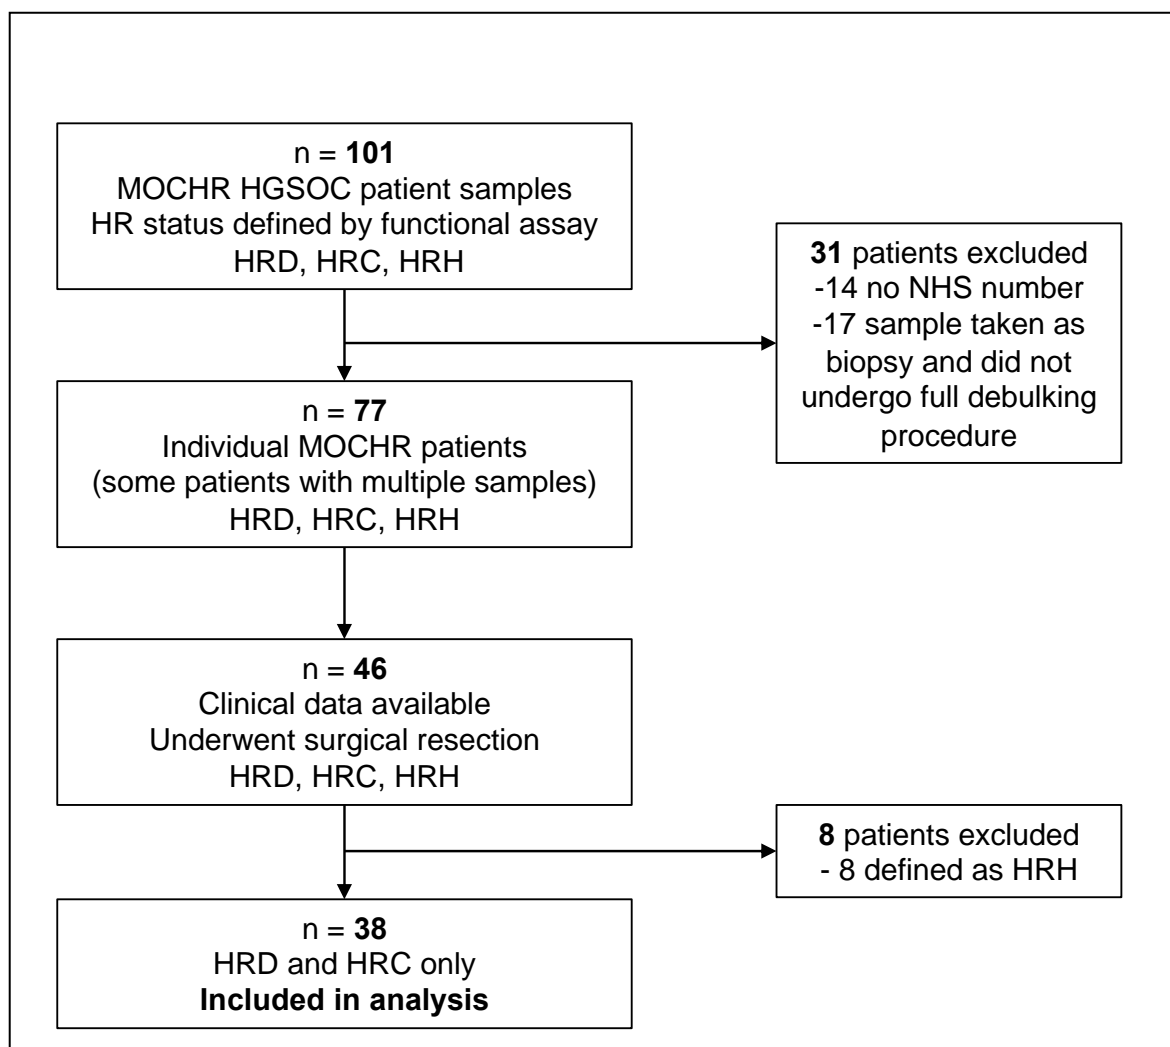 n = 101
MOCHR HGSOC patient samples
HR status defined by functional assay
HRD, HRC, HRH
31 patients excluded
-14 no NHS number
-17 sample taken as
biopsy and did not
undergo full debulking
procedure
n = 77
Individual MOCHR patients
(some patients with multiple samples)
HRD, HRC, HRH
n = 46
Clinical data available
Underwent surgical resection
HRD, HRC, HRH
8 patients excluded
- 8 defined as HRH
n = 38
HRD and HRC only
Included in analysis